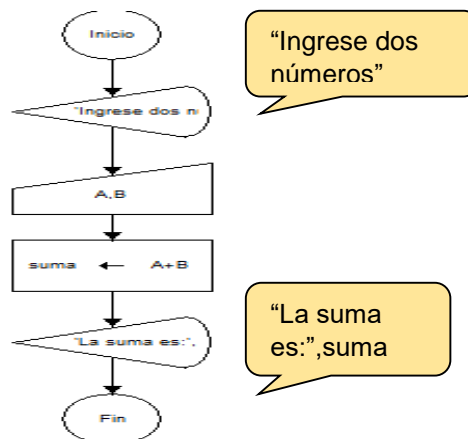 Inicio
“Ingrese dos
números”
"Ingrese dos n
A,B
suma ← A+B
“La suma
es:”,suma
"La suma es:",
Fin